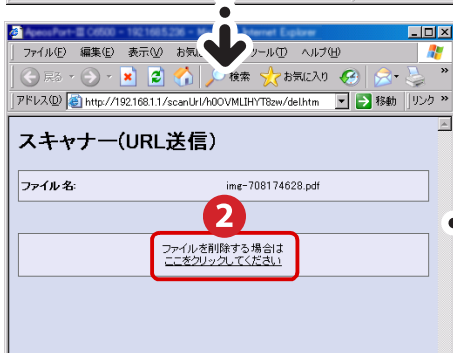 ApeosPort-II C6500 - 192.168.5.236 - M Internet Explorer
ファイル(F) 編集(E) 表示(V) お気に ツール(T) ヘルプ(H)
戻る 検索 お気に入り »
アドレス(D) http://192.168.1.1/scanUrl/h0OVMLIHYT8zw/del.htm 移動 リンク »
スキャナー(URL送信)
ファイル名: img-708174628.pdf
2
ファイルを削除する場合は
ここをクリックしてください